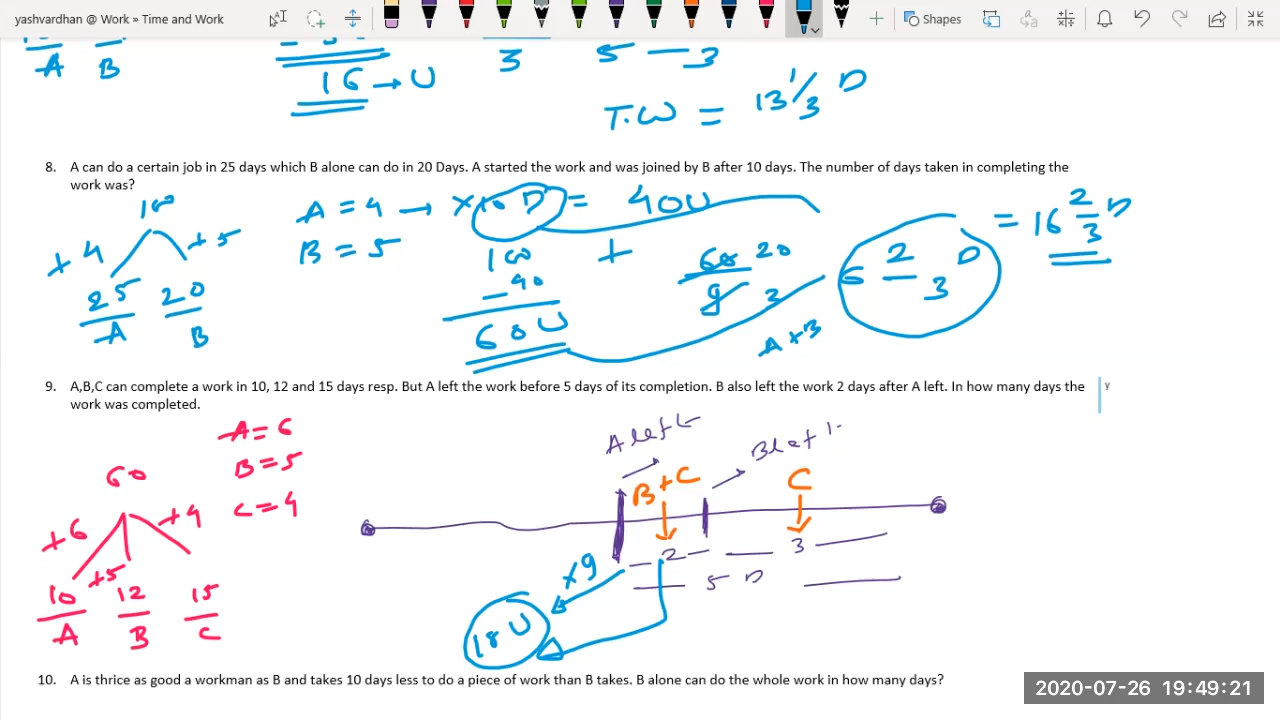 yashvardhan @ Work » Time and Work
Shapes
A B
16 → U
3
5 — 3
T.W = 13 1/3 D
8. A can do a certain job in 25 days which B alone can do in 20 Days. A started the work and was joined by B after 10 days. The number of days taken in completing the
work was?
100
+4 +5
25 20
A B
A = 4 → × 10 D = 40U
B = 5
100
- 40
60 U
+
60 20
9 3
A+B
6 2/3 D
= 16 2/3 D
9. A,B,C can complete a work in 10, 12 and 15 days resp. But A left the work before 5 days of its completion. B also left the work 2 days after A left. In how many days the
work was completed.
y
A = 6
B = 5
C = 4
60
+6 +5 +4
10 12 15
A B C
A left
B left
B+C
C
2 — 3
5 D
×9
18 U
10. A is thrice as good a workman as B and takes 10 days less to do a piece of work than B takes. B alone can do the whole work in how many days?
2020-07-26 19:49:21